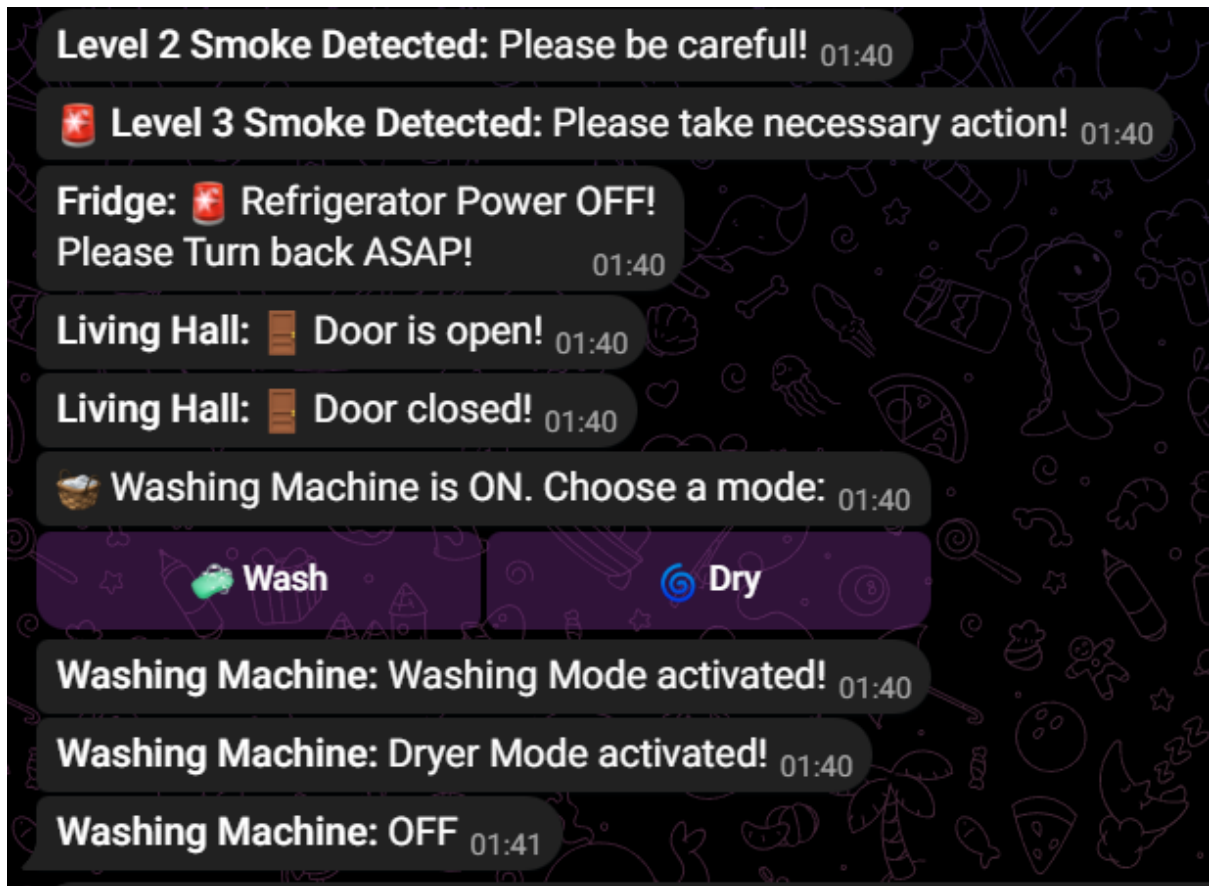 Level 2 Smoke Detected: Please be careful! 01:40
🚨 Level 3 Smoke Detected: Please take necessary action! 01:40
Fridge: 🚨 Refrigerator Power OFF!
Please Turn back ASAP! 01:40
Living Hall: 🚪 Door is open! 01:40
Living Hall: 🚪 Door closed! 01:40
🧺 Washing Machine is ON. Choose a mode: 01:40
🧼 Wash
🌀 Dry
Washing Machine: Washing Mode activated! 01:40
Washing Machine: Dryer Mode activated! 01:40
Washing Machine: OFF 01:41